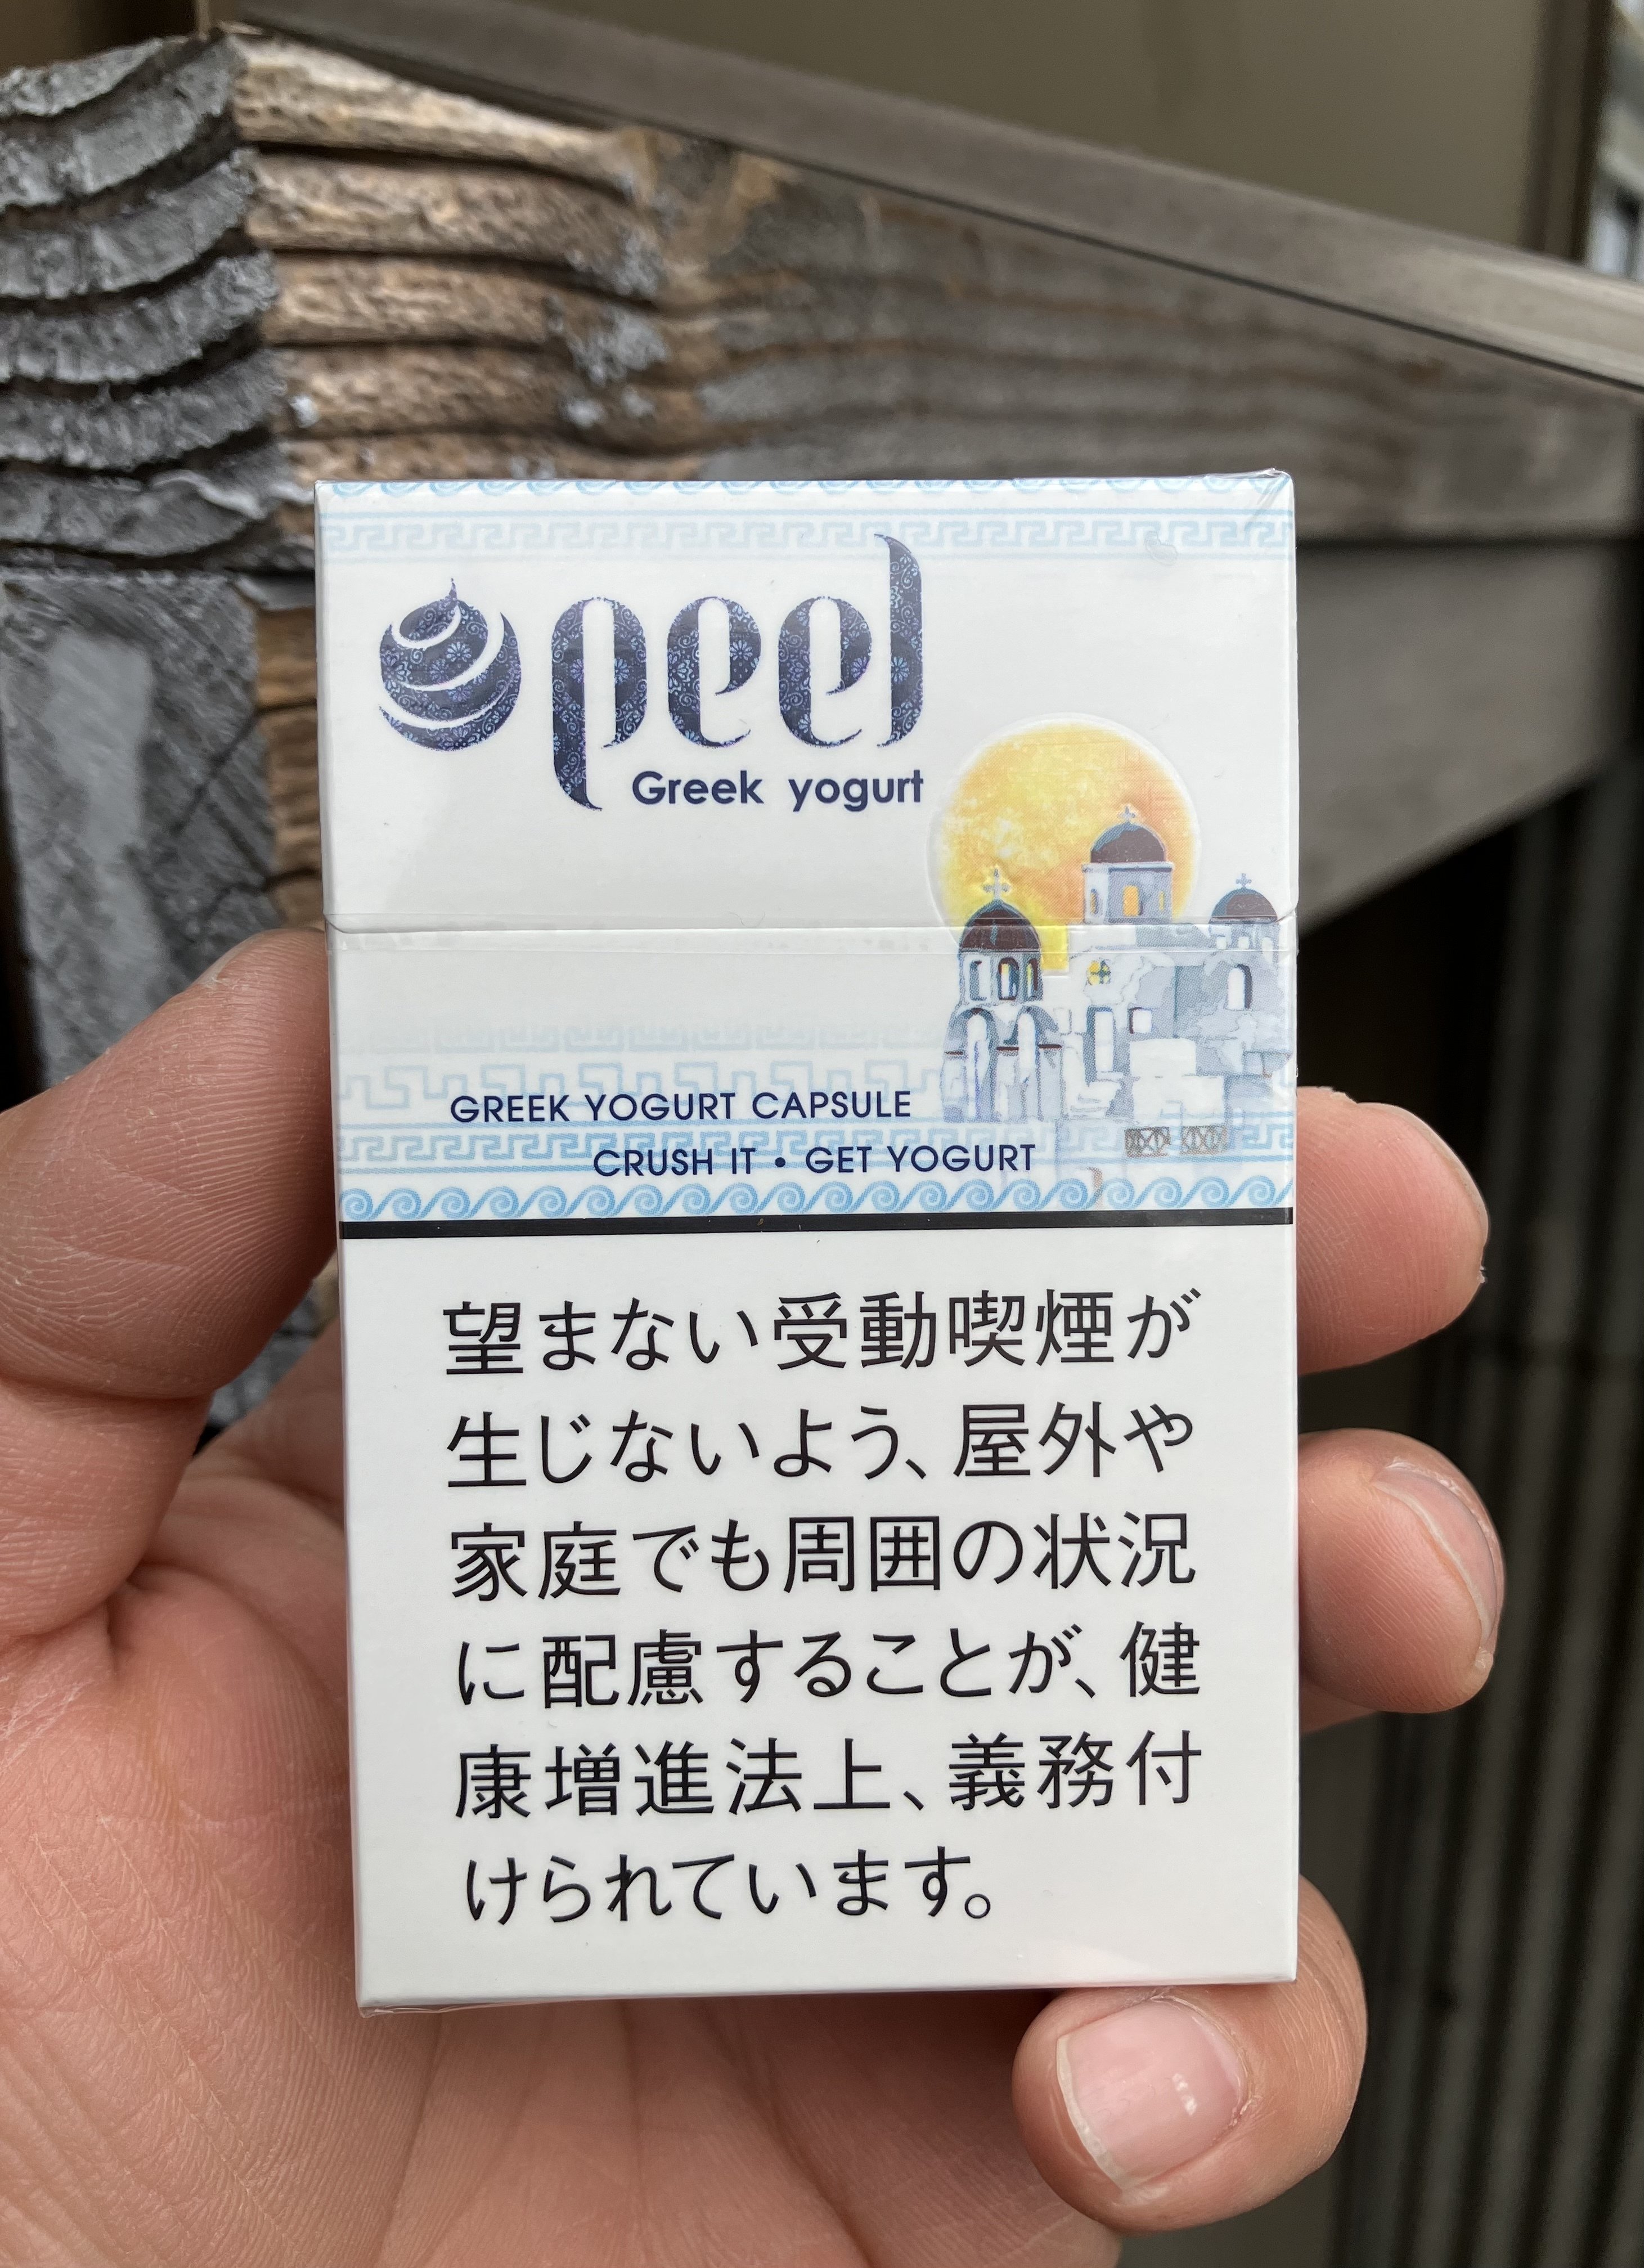 peel
Greek yogurt
GREEK YOGURT CAPSULE
CRUSH IT • GET YOGURT
望まない受動喫煙が
生じないよう、屋外や
家庭でも周囲の状況
に配慮することが、健
康増進法上、義務付
けられています。